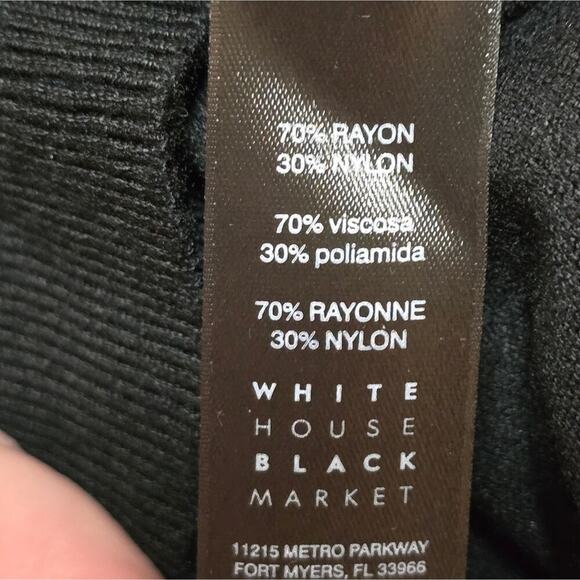 70% RAYON
30% NYLON
70% viscosa
30% poliamida
70% RAYONNE
30% NYLON
WHITE
HOUSE
BLACK
MARKET
11215 METRO PARKWAY
FORT MYERS, FL 33966